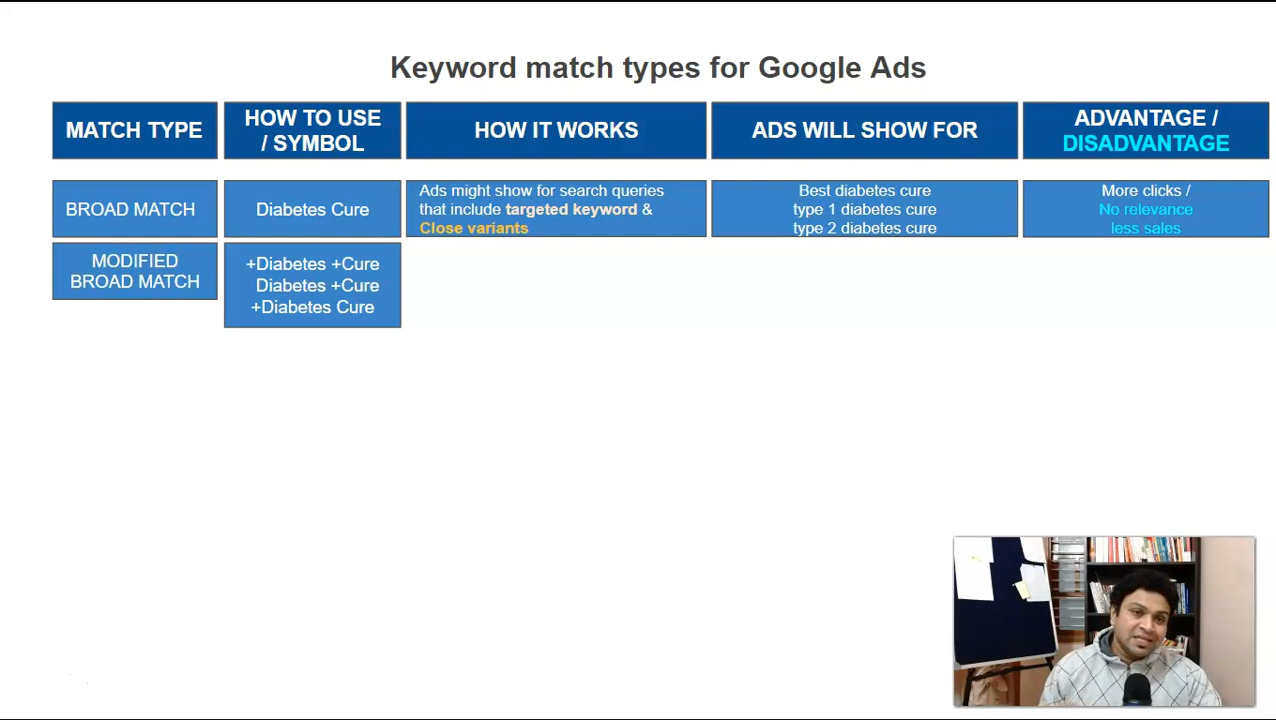 Keyword match types for Google Ads
MATCH TYPE
HOW TO USE
/ SYMBOL
HOW IT WORKS
ADS WILL SHOW FOR
ADVANTAGE /
DISADVANTAGE
BROAD MATCH
Diabetes Cure
Ads might show for search queries
that include targeted keyword &
Close variants
Best diabetes cure
type 1 diabetes cure
type 2 diabetes cure
More clicks /
No relevance
less sales
MODIFIED
BROAD MATCH
+Diabetes +Cure
Diabetes +Cure
+Diabetes Cure